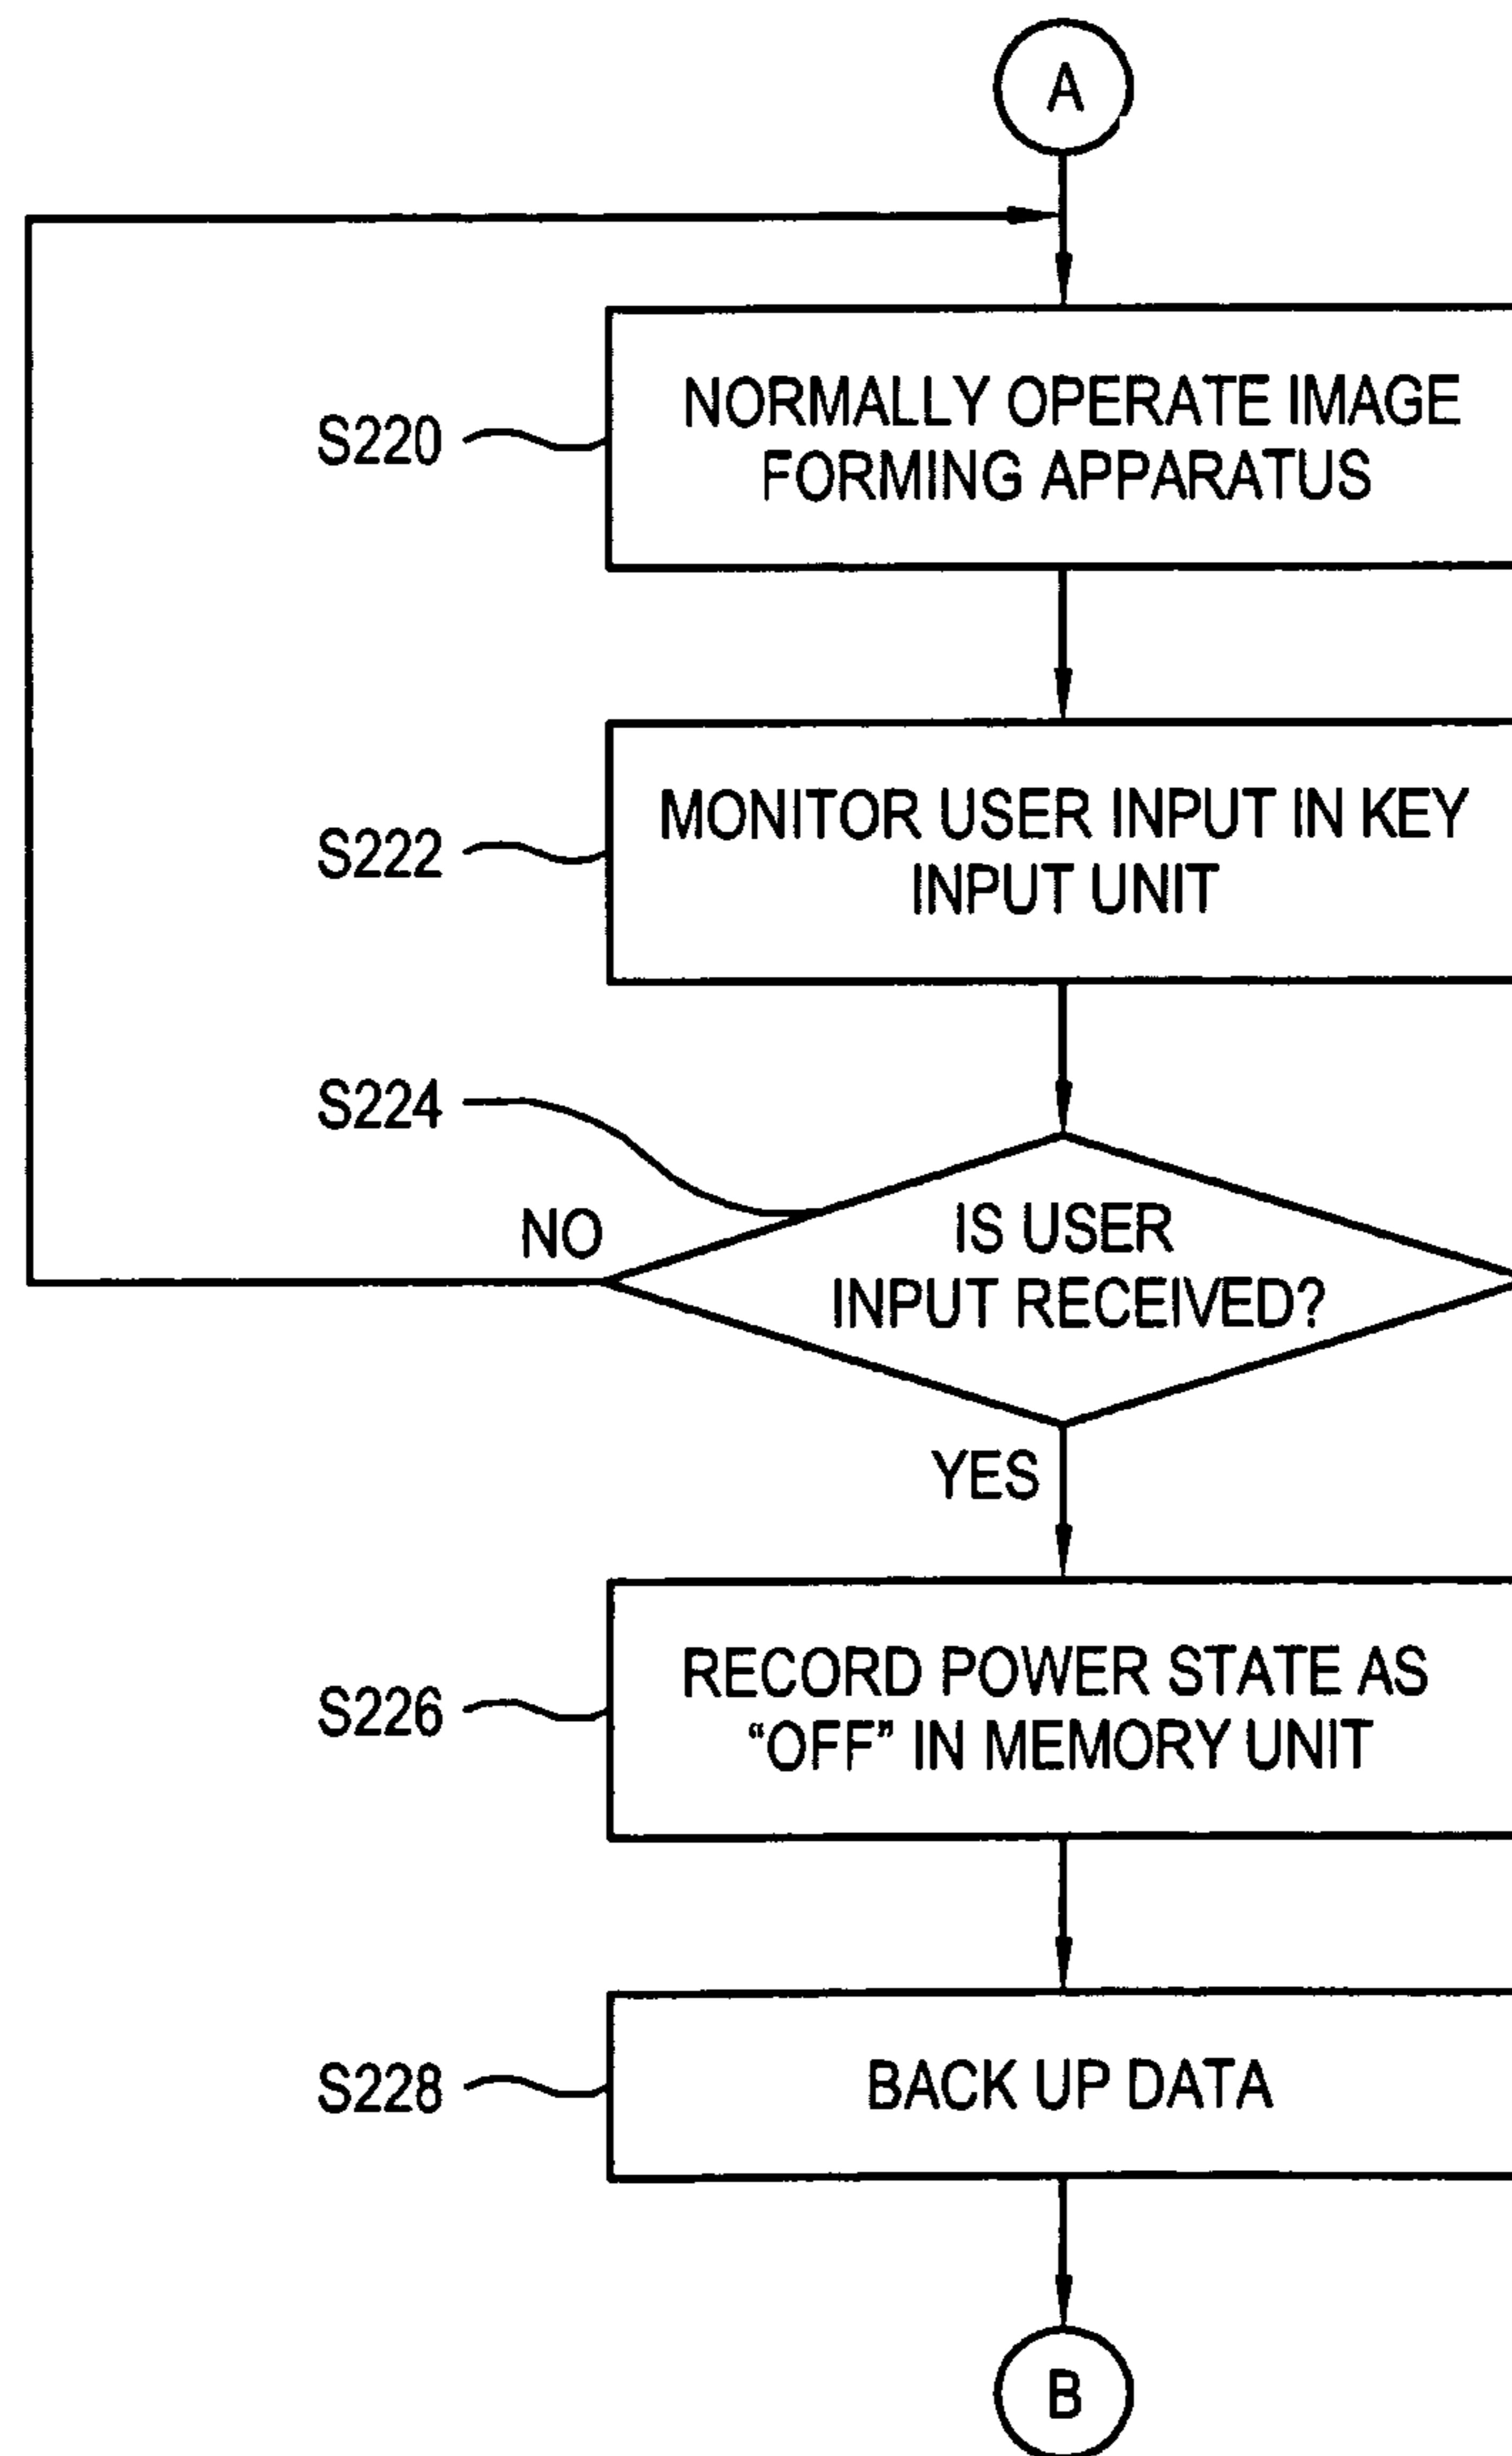 A
S220
NORMALLY OPERATE IMAGE
FORMING APPARATUS
S222
MONITOR USER INPUT IN KEY
INPUT UNIT
S224
NO
IS USER
INPUT RECEIVED?
YES
S226
RECORD POWER STATE AS
“OFF” IN MEMORY UNIT
S228
BACK UP DATA
B